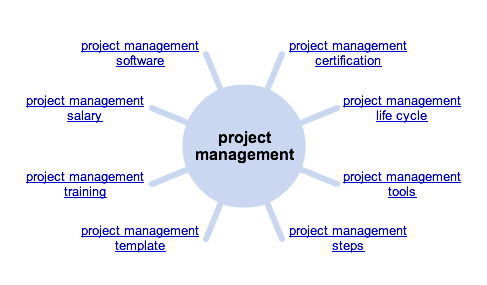 project management
software
project management
certification
project management
salary
project management
life cycle
project
management
project management
training
project management
tools
project management
template
project management
steps